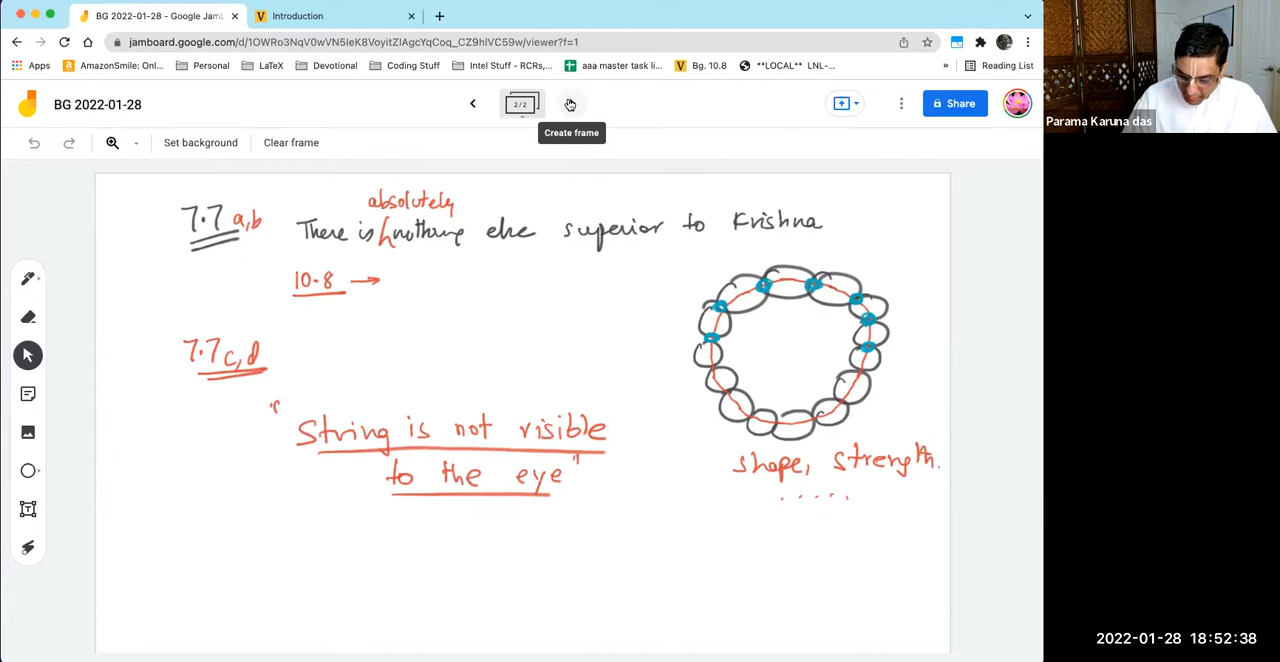 BG 2022-01-28 - Google Jam
Introduction
jamboard.google.com/d/1OWRo3NqV0wVN5leK8VoyitZlAgcYqCoq_CZ9hlVC59w/viewer?f=1
Apps AmazonSmile: Onl... Personal LaTeX Devotional Coding Stuff Intel Stuff - RCRs,... aaa master task li... Bg. 10.8 **LOCAL** LNL-... » Reading List
BG 2022-01-28
2/2
Share
Create frame
Set background Clear frame
Parama Karuna das
absolutely
7.7 a,b There is nothing else superior to Krishna
10.8 →
7.7 c,d
"String is not visible
to the eye"
shape, strength.
.....
2022-01-28 18:52:38